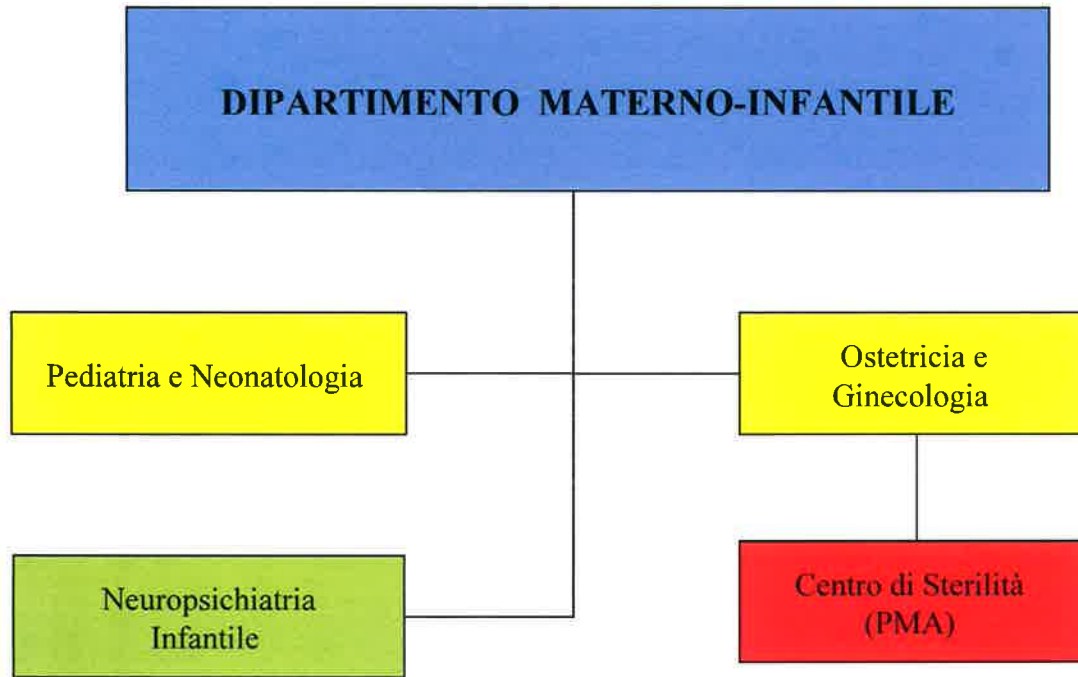 DIPARTIMENTO MATERNO-INFANTILE
Pediatria e Neonatologia
Ostetricia e
Ginecologia
Neuropsichiatria
Infantile
Centro di Sterilità
(PMA)